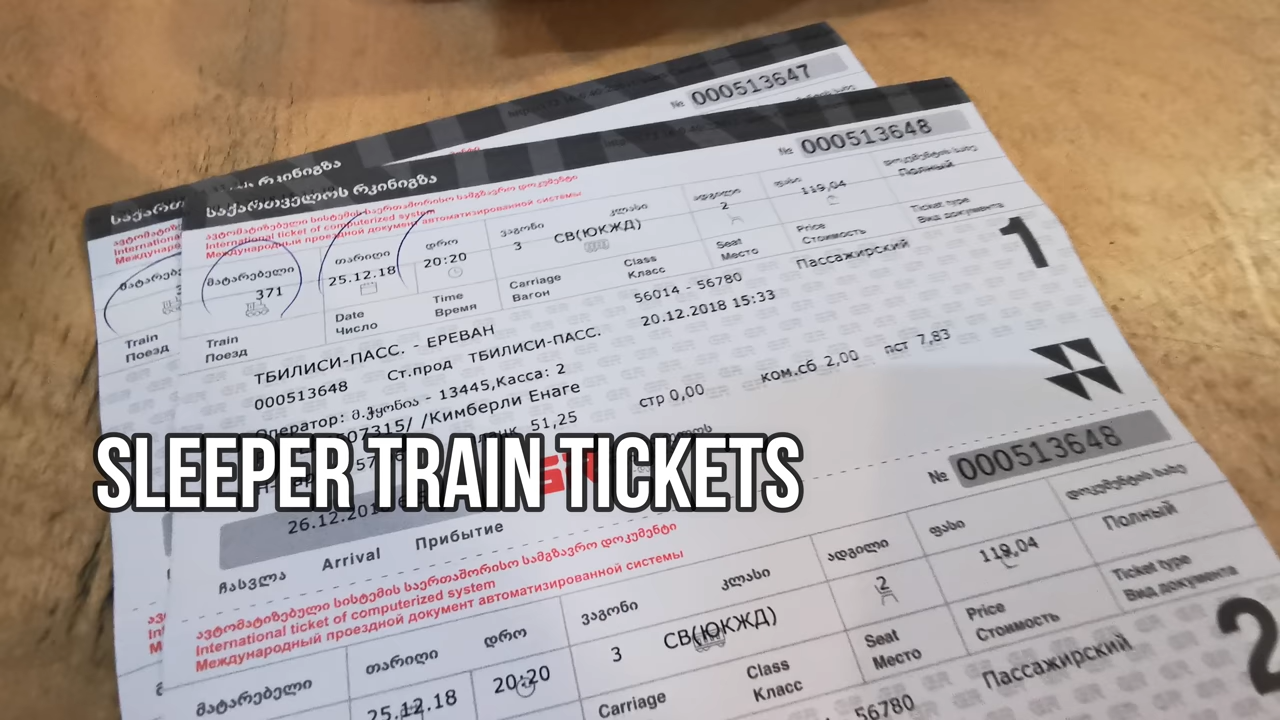 № 000513647
საქართ
№ 000513648
საქართველოს რკინიგზა
ავტომატიზებული სისტემის საერთაშორისო სამგზავრო დოკუმენტი
International ticket of computerized system
Международный проездной документ автоматизированной системы
მატარებელი თარიღი დრო ვაგონი კლასი ადგილი ფასი დოკუმენტის სახე
371 25.12.18 20:20 3 СВ(ЮКЖД) 2 119,04 Полный
Train Date Time Carriage Class Seat Price Ticket type
Поезд Число Время Вагон Класс Место Стоимость Вид документа
1
ТБИЛИСИ-ПАСС. - ЕРЕВАН 56014 - 56780 Пассажирский
000513648 Ст.прод ТБИЛИСИ-ПАСС. 20.12.2018 15:33
Оператор: - 13445,Касса: 2
07315/ /Кимберли Енаге
51,25 стр 0,00 ком.сб 2,00 пст 7,83
SLEEPER TRAIN TICKETS
26.12.201
ჩასვლა Arrival Прибытие
№ 000513648
ავტომატიზებული სისტემის საერთაშორისო სამგზავრო დოკუმენტი
International ticket of computerized system
Международный проездной документ автоматизированной системы
მატარებელი თარიღი დრო ვაგონი კლასი ადგილი ფასი დოკუმენტის სახე
25.12.18 20:20 3 СВ(ЮКЖД) 2 119,04 Полный
Carriage Class Seat Price Ticket type
Класс Место Стоимость Вид документа
56780 Пассажирский
2